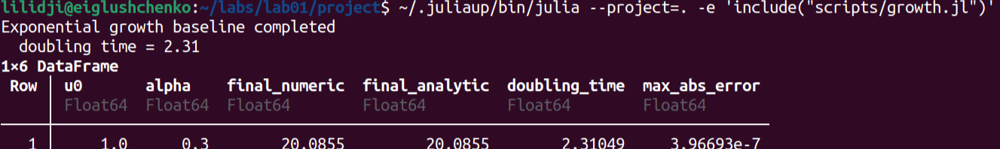 lilidji@eiglushchenko:~/labs/lab01/project$ ~/.juliaup/bin/julia --project=. -e 'include("scripts/growth.jl")'
Exponential growth baseline completed
  doubling time = 2.31
1×6 DataFrame
 Row │ u0       alpha    final_numeric  final_analytic  doubling_time  max_abs_error
     │ Float64  Float64  Float64        Float64         Float64        Float64
   1 │     1.0      0.3        20.0855         20.0855        2.31049     3.96693e-7